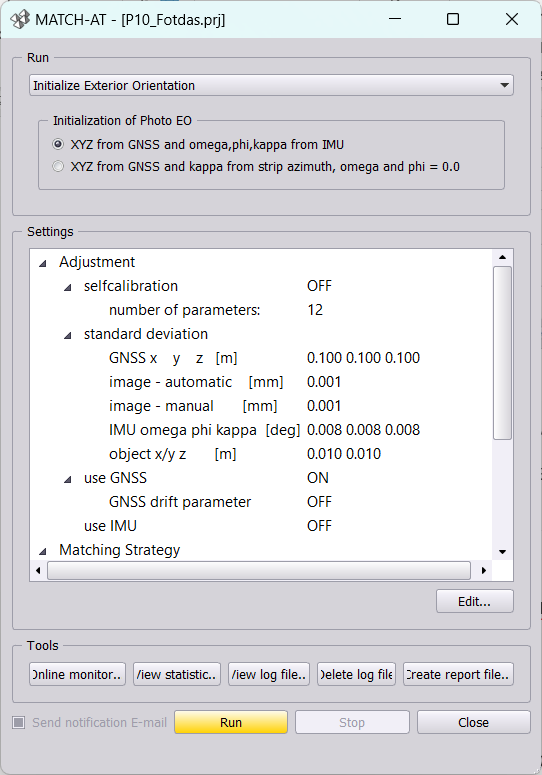 MATCH-AT - [P10_Fotdas.prj]
Run
Initialize Exterior Orientation
Initialization of Photo EO
XYZ from GNSS and omega,phi,kappa from IMU
XYZ from GNSS and kappa from strip azimuth, omega and phi = 0.0
Settings
Adjustment
selfcalibration OFF
number of parameters: 12
standard deviation
GNSS x y z [m] 0.100 0.100 0.100
image - automatic [mm] 0.001
image - manual [mm] 0.001
IMU omega phi kappa [deg] 0.008 0.008 0.008
object x/y z [m] 0.010 0.010
use GNSS ON
GNSS drift parameter OFF
use IMU OFF
Matching Strategy
Edit...
Tools
Online monitor.. View statistic.. View log file.. Delete log file Create report file..
Send notification E-mail Run Stop Close